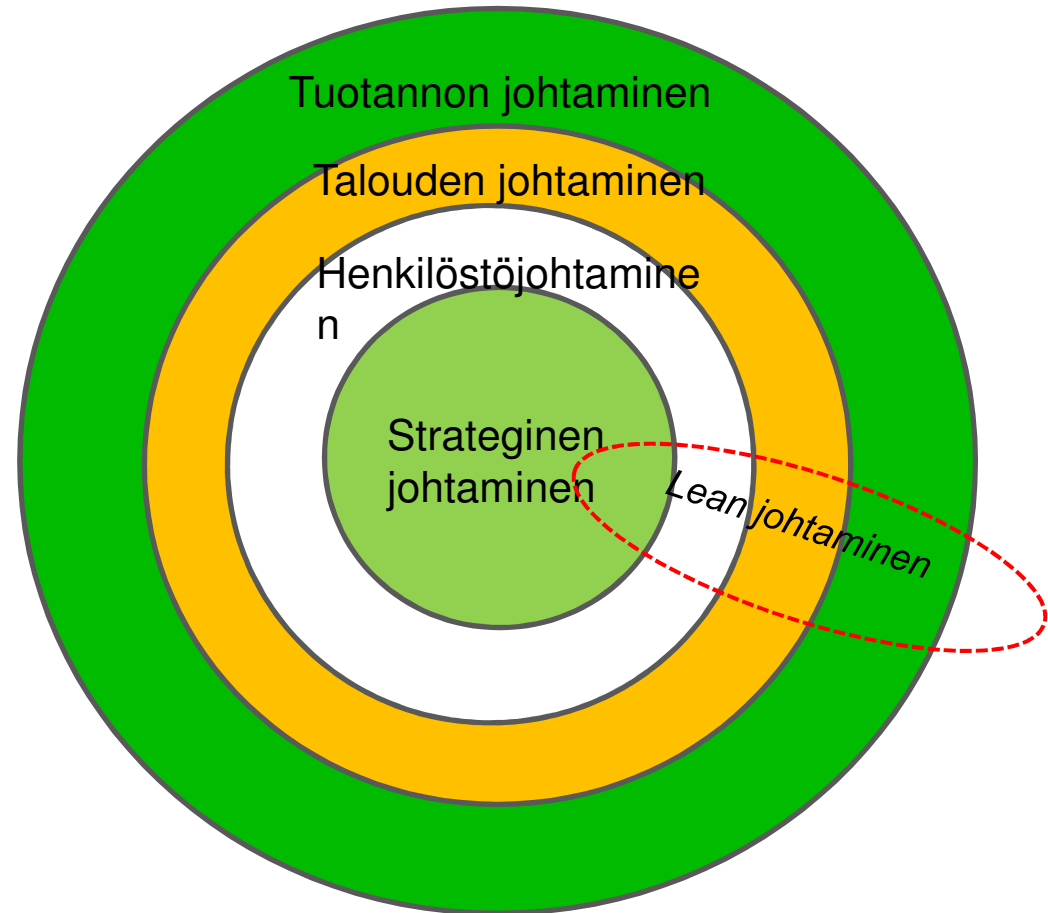 Tuotannon johtaminen
Talouden johtaminen
Henkilöstöjohtamine
n
Strateginen
johtaminen
Lean johtaminen